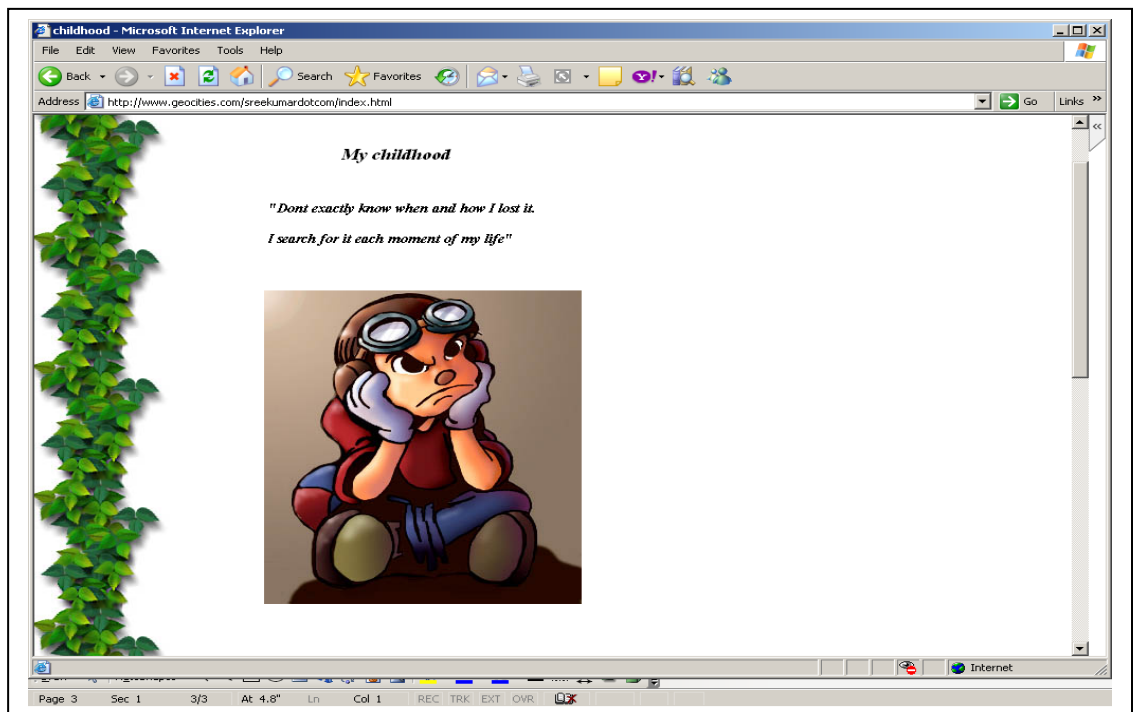 childhood - Microsoft Internet Explorer
File Edit View Favorites Tools Help
Back Search Favorites
Address http://www.geocities.com/sreekumardotcom/index.html Go Links »
My childhood
"Dont exactly know when and how I lost it.
I search for it each moment of my life"
Internet
Page 3 Sec 1 3/3 At 4.8" Ln Col 1 REC TRK EXT OVR